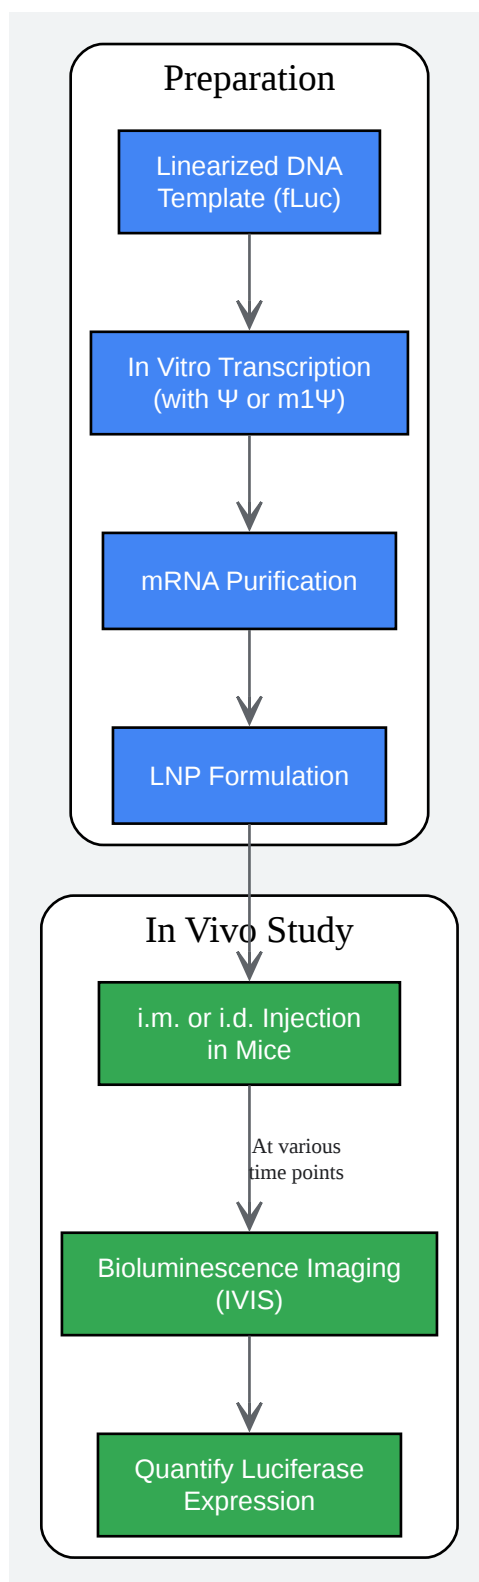 Preparation
Linearized DNA
Template (fLuc)
In Vitro Transcription
(with Ψ or m1Ψ)
mRNA Purification
LNP Formulation
In Vivo Study
i.m. or i.d. Injection
in Mice
At various
time points
Bioluminescence Imaging
(IVIS)
Quantify Luciferase
Expression